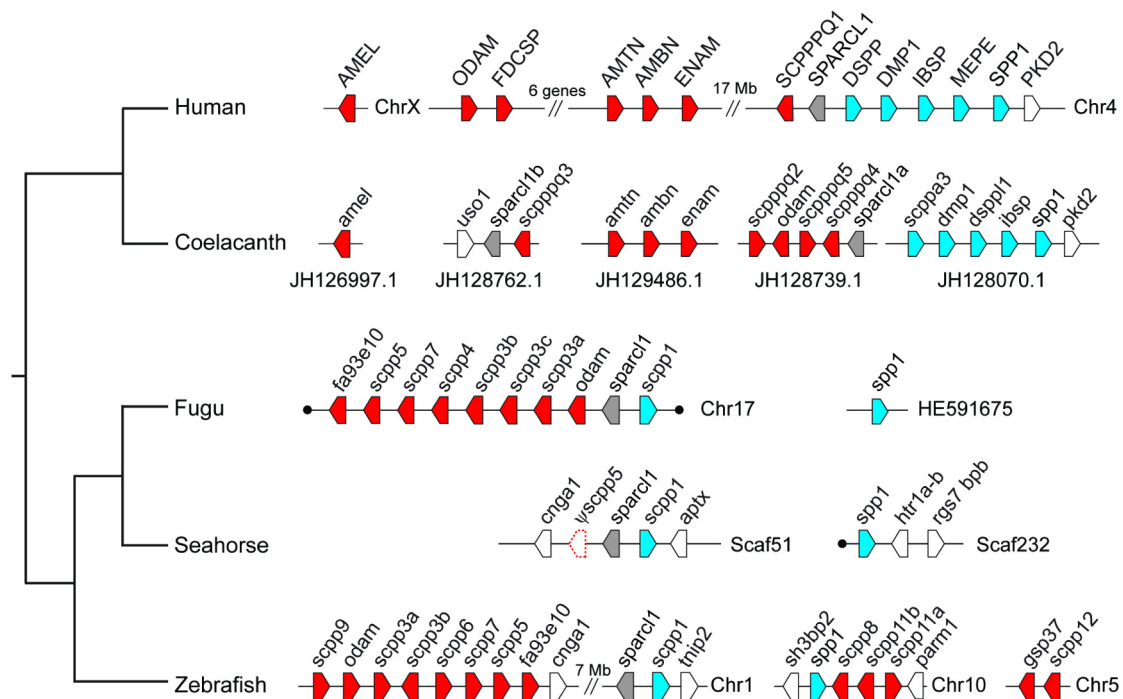 AMEL ODAM FDCSP AMTN AMBN ENAM SCPPPQ1 SPARCL1 DSPP DMP1 IBSP MEPE SPP1 PKD2
6 genes 17 Mb
Human ChrX Chr4
amel uso1 sparcl1b scpppq3 amtn ambn enam scpppq2 odam scpppq5 scpppq4 sparcl1a scppa3 dmp1 dsppl1 ibsp spp1 pkd2
Coelacanth
JH126997.1 JH128762.1 JH129486.1 JH128739.1 JH128070.1
fa93e10 scpp5 scpp7 scpp4 scpp3b scpp3c scpp3a odam sparcl1 scpp1 spp1
Fugu Chr17 HE591675
cnga1 ψscpp5 sparcl1 scpp1 aptx spp1 htr1a-b rgs7 bpb
Seahorse Scaf51 Scaf232
scpp9 odam scpp3a scpp3b scpp6 scpp7 scpp5 fa93e10 cnga1 sparcl1 scpp1 tnip2 sh3bp2 spp1 scpp8 scpp11b scpp11a parm1 gsp37 scpp12
7 Mb
Zebrafish Chr1 Chr10 Chr5